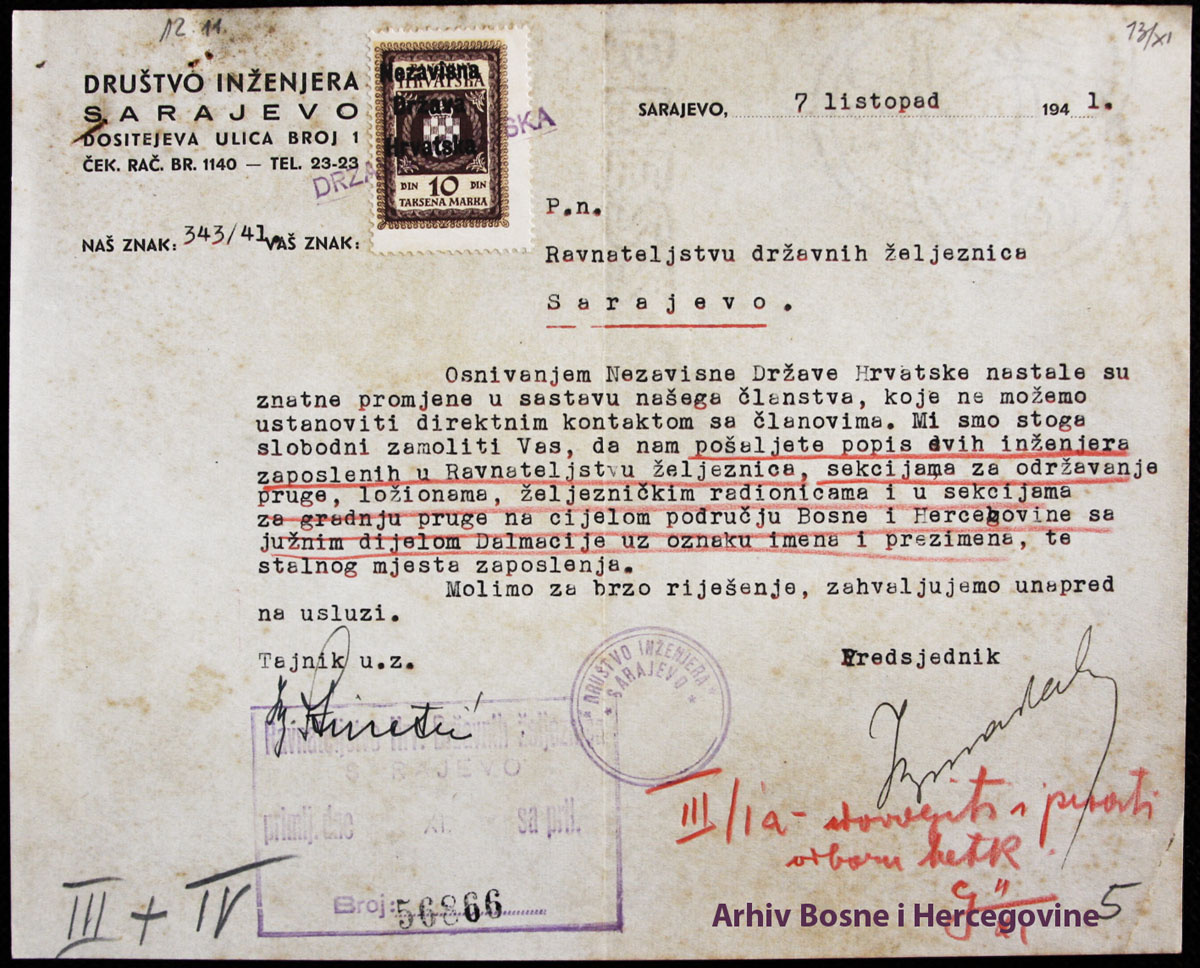 12. 11.
13/XI
DRUŠTVO INŽENJERA
SARAJEVO
DOSITEJEVA ULICA BROJ 1
ČEK. RAČ. BR. 1140 — TEL. 23-23
NAŠ ZNAK: 343/41. VAŠ ZNAK:
Nezavisna
HRVATSKA
Država
Hrvatska
DIN 10 DIN
TAKSENA MARKA
SARAJEVO, 7 listopad 1941.
P.n.
Ravnateljstvu državnih željeznica
Sarajevo.
Osnivanjem Nezavisne Države Hrvatske nastale su
znatne promjene u sastavu našega članstva, koje ne možemo
ustanoviti direktnim kontaktom sa članovima. Mi smo stoga
slobodni zamoliti Vas, da nam pošaljete popis svih inženjera
zaposlenih u Ravnateljstvu željeznica, sekcijama za održavanje
pruge, ložionama, željezničkim radionicama i u sekcijama
za gradnju pruge na cijelom području Bosne i Hercegovine sa
južnim dijelom Dalmacije uz oznaku imena i prezimena, te
stalnog mjesta zaposlenja.
Molimo za brzo riješenje, zahvaljujemo unapred
na usluzi.
Tajnik u.z.
Predsjednik
DRUŠTVO INŽENJERA
* SARAJEVO *
Ravnateljstvo Hrv. Državnih željeznica
SARAJEVO
primlj. dne XI. sa pril.
Broj: 56866
III/1a-
III + IV
5
Arhiv Bosne i Hercegovine